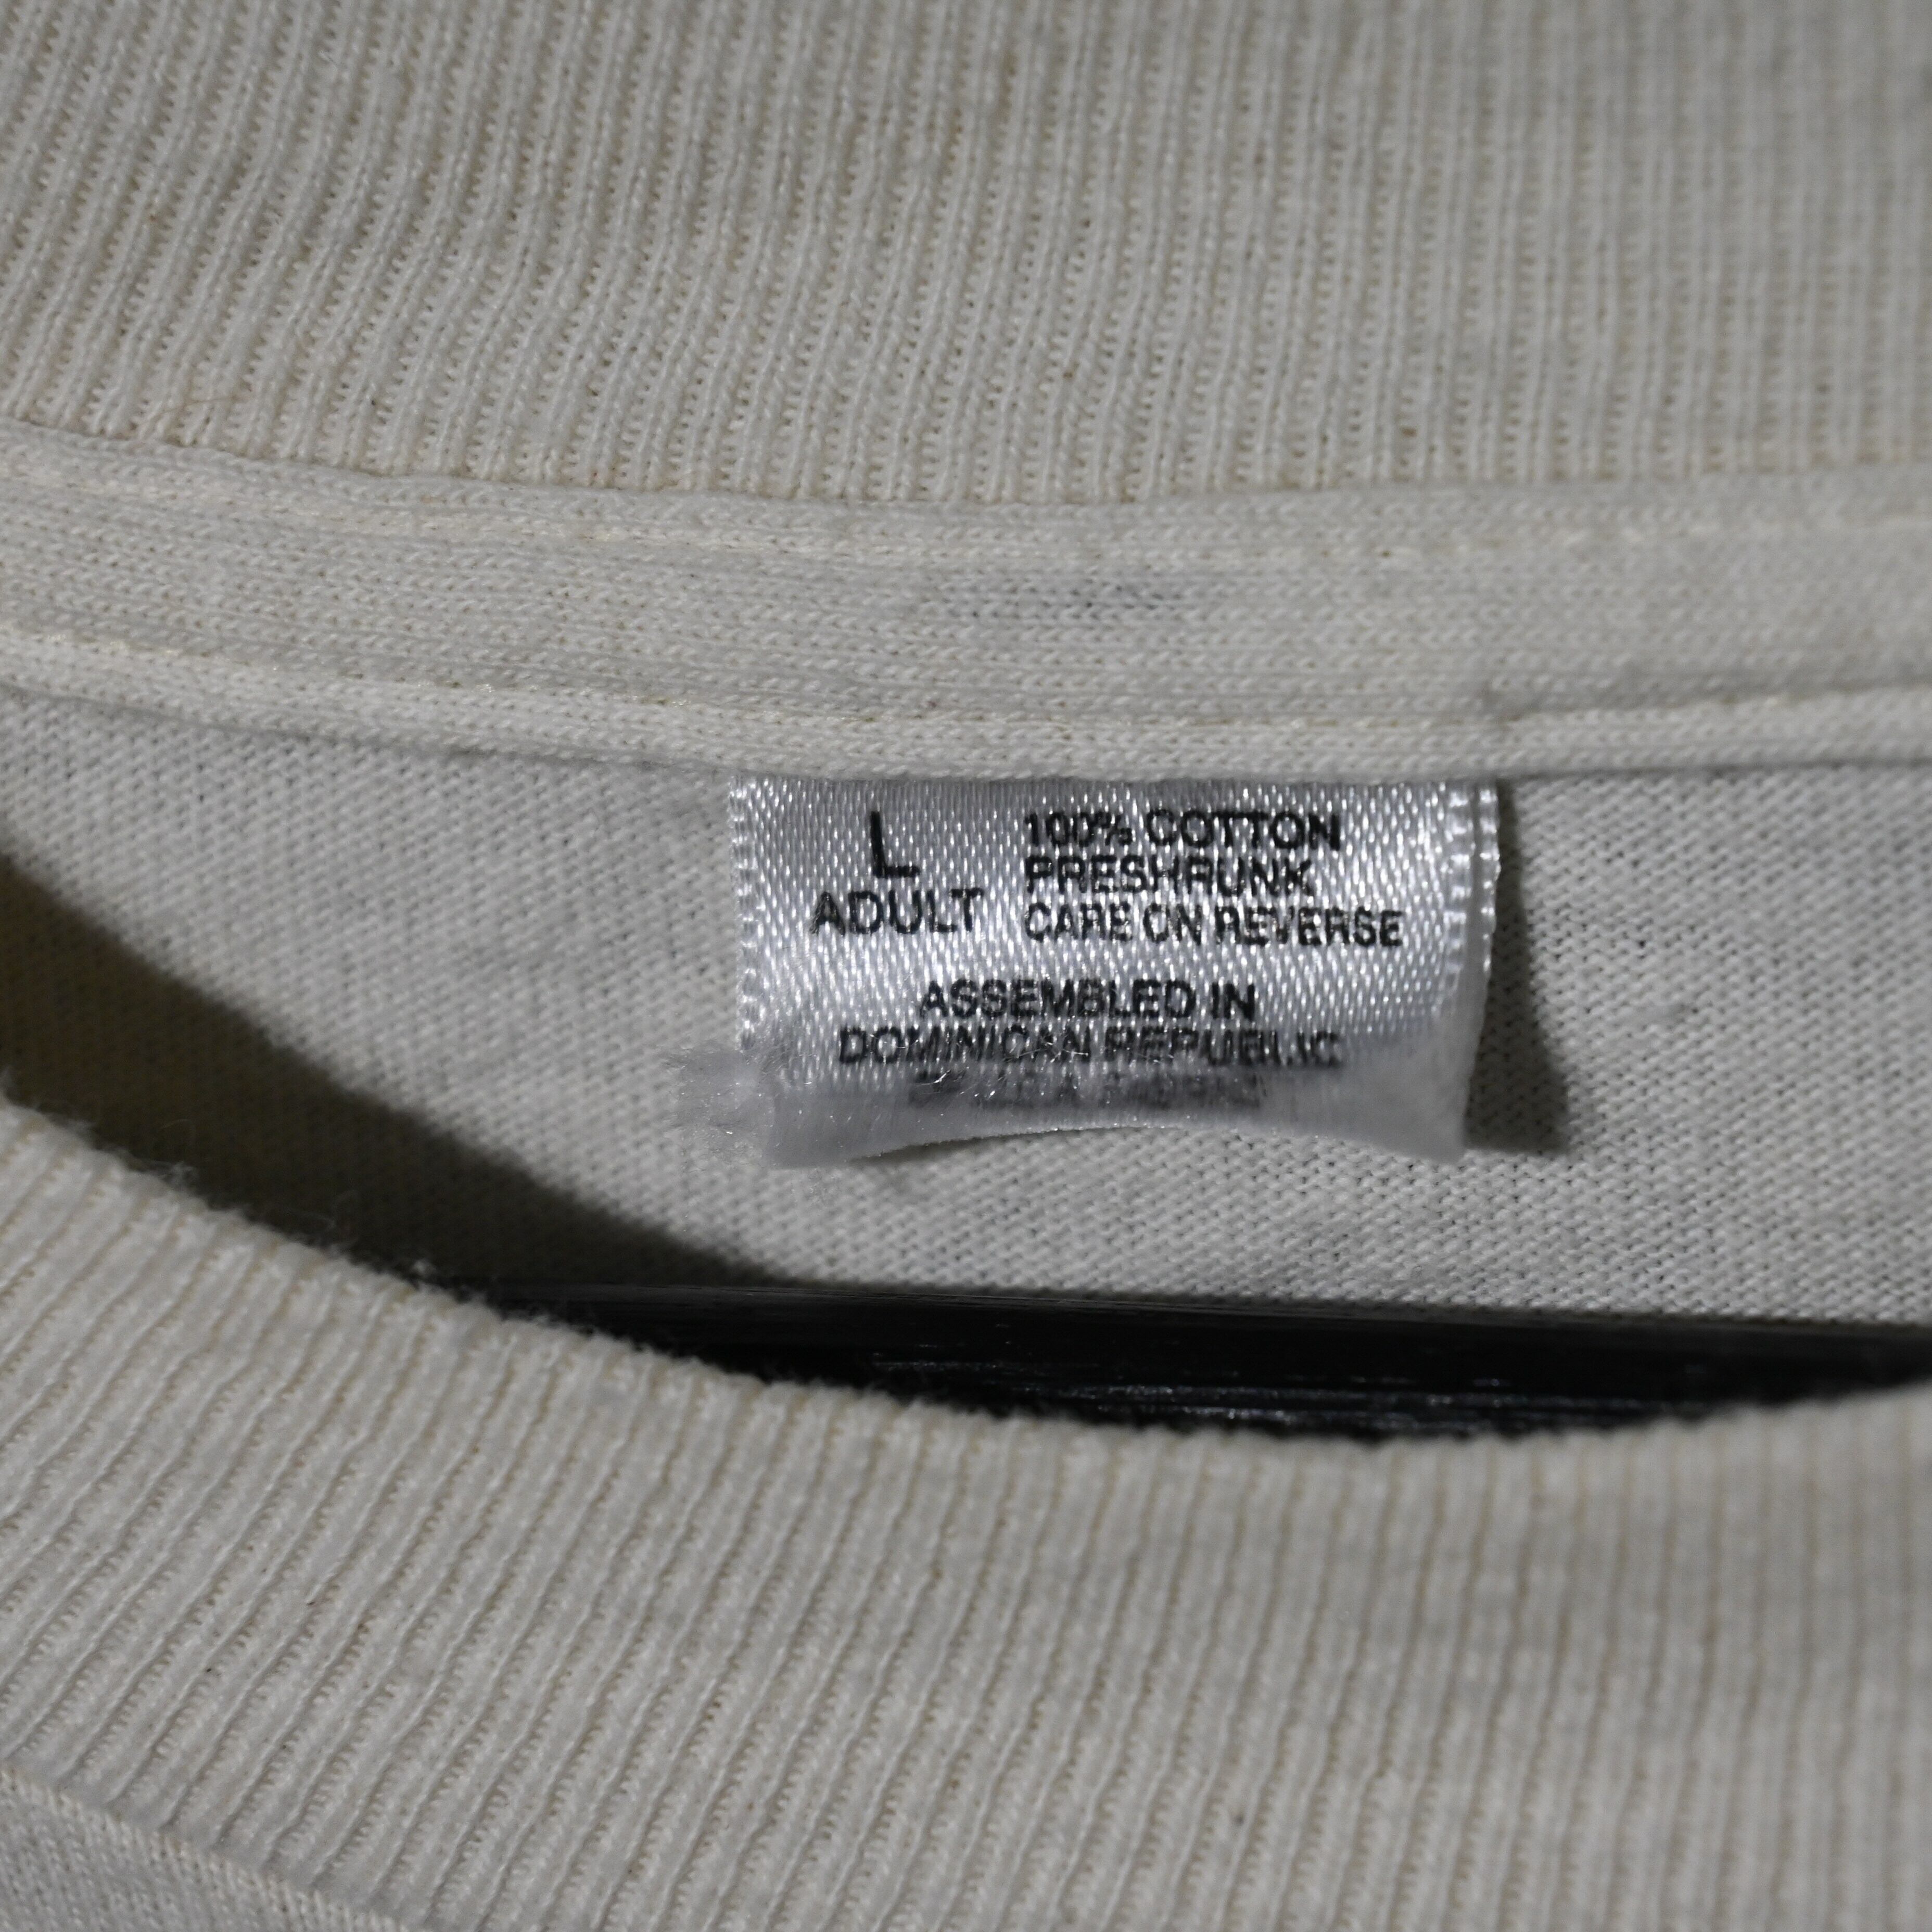 L
ADULT
100% COTTON
PRESHRUNK
CARE ON REVERSE
ASSEMBLED IN
DOMINICAN REPUBLIC